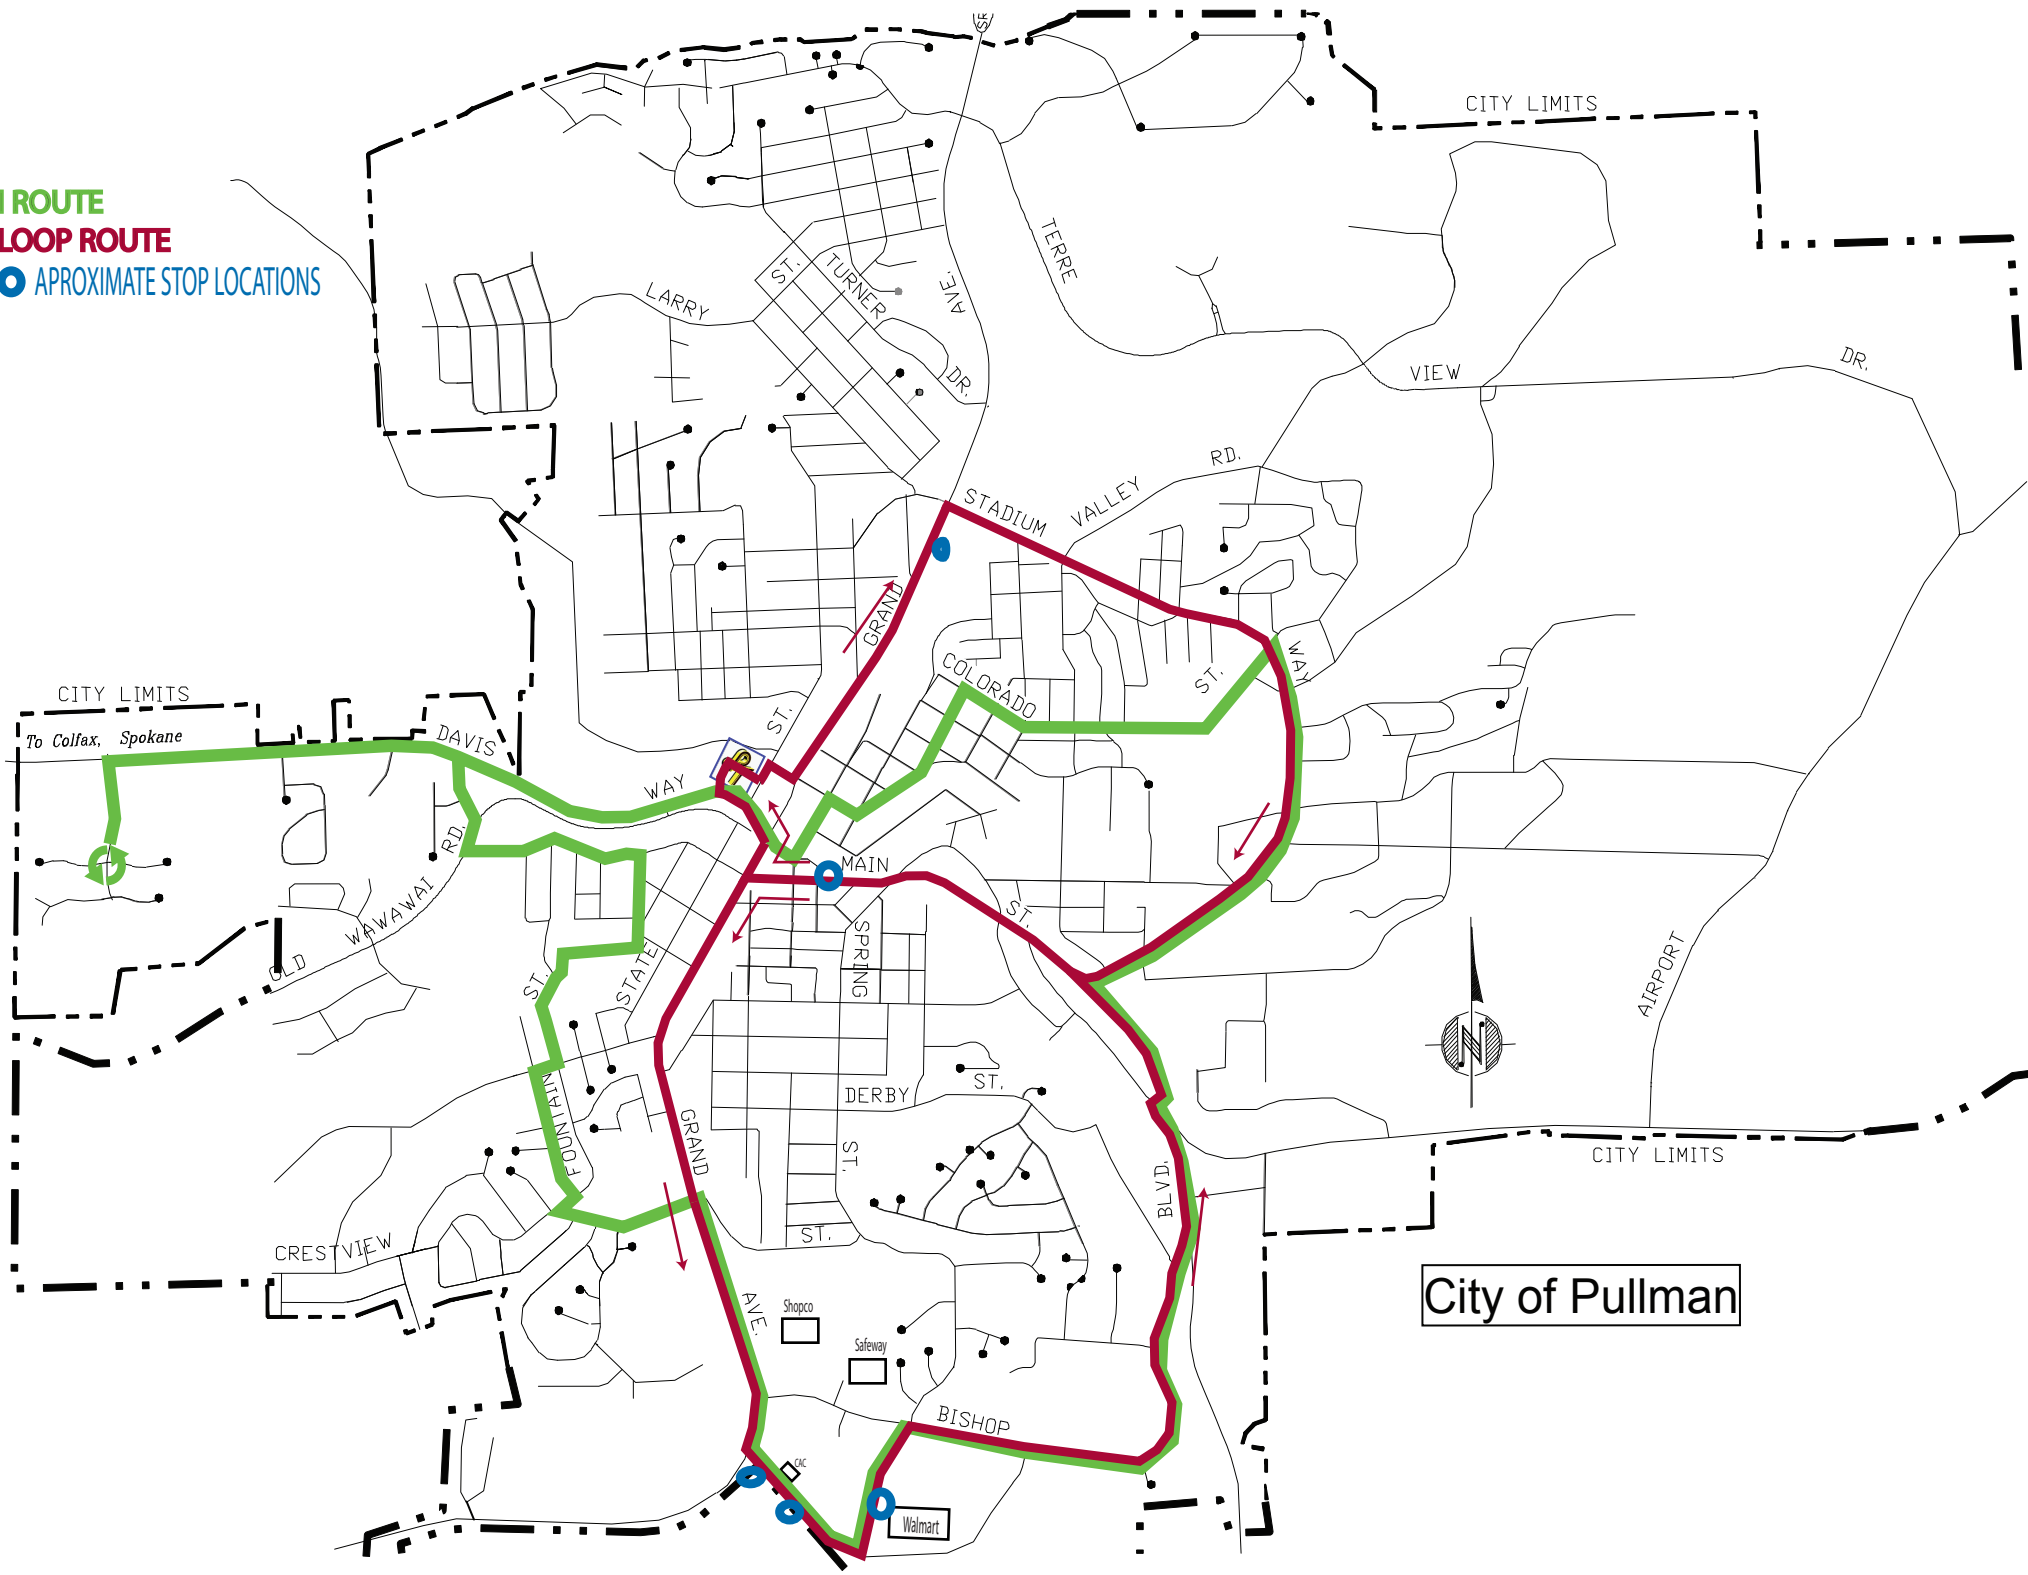 I ROUTE
LOOP ROUTE
APROXIMATE STOP LOCATIONS
CITY LIMITS
TERRE
ST.
TURNER
AVE.
LARRY
DR.
VIEW
DR.
RD.
VALLEY
STADIUM
GRAND
COLORADO
ST.
WAY
CITY LIMITS
To Colfax, Spokane
DAVIS
ST.
WAY
RD.
MAIN
WAWAWAI
OLD
ST.
SPRING
STATE
ST.
AIRPORT
N
FOUNTAIN
DERBY
ST.
GRAND
ST.
BLVD.
CITY LIMITS
CRESTVIEW
ST.
City of Pullman
AVE.
Shopco
Safeway
BISHOP
CAC
Walmart